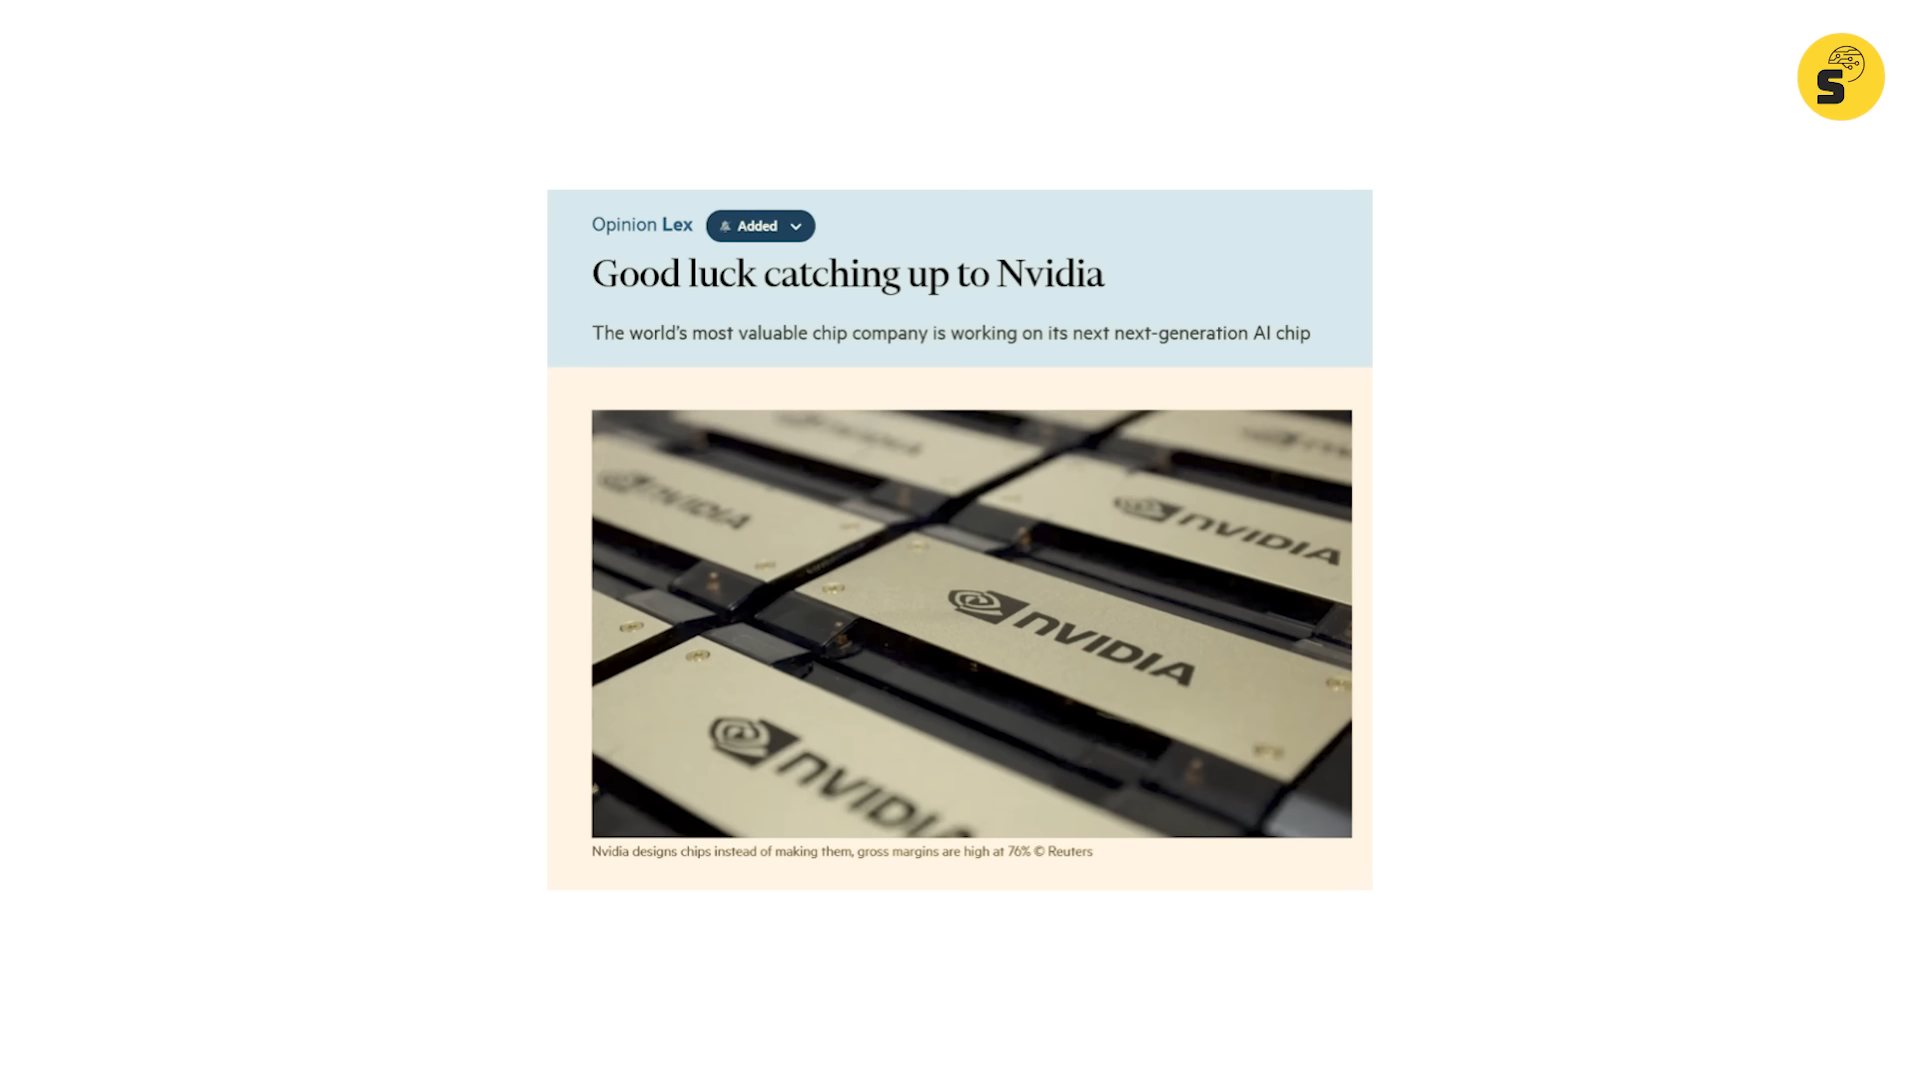 S
Opinion Lex Added
Good luck catching up to Nvidia
The world's most valuable chip company is working on its next next-generation AI chip
NVIDIA
NVIDIA
NVIDIA
NVIDIA
Nvidia designs chips instead of making them, gross margins are high at 76% © Reuters